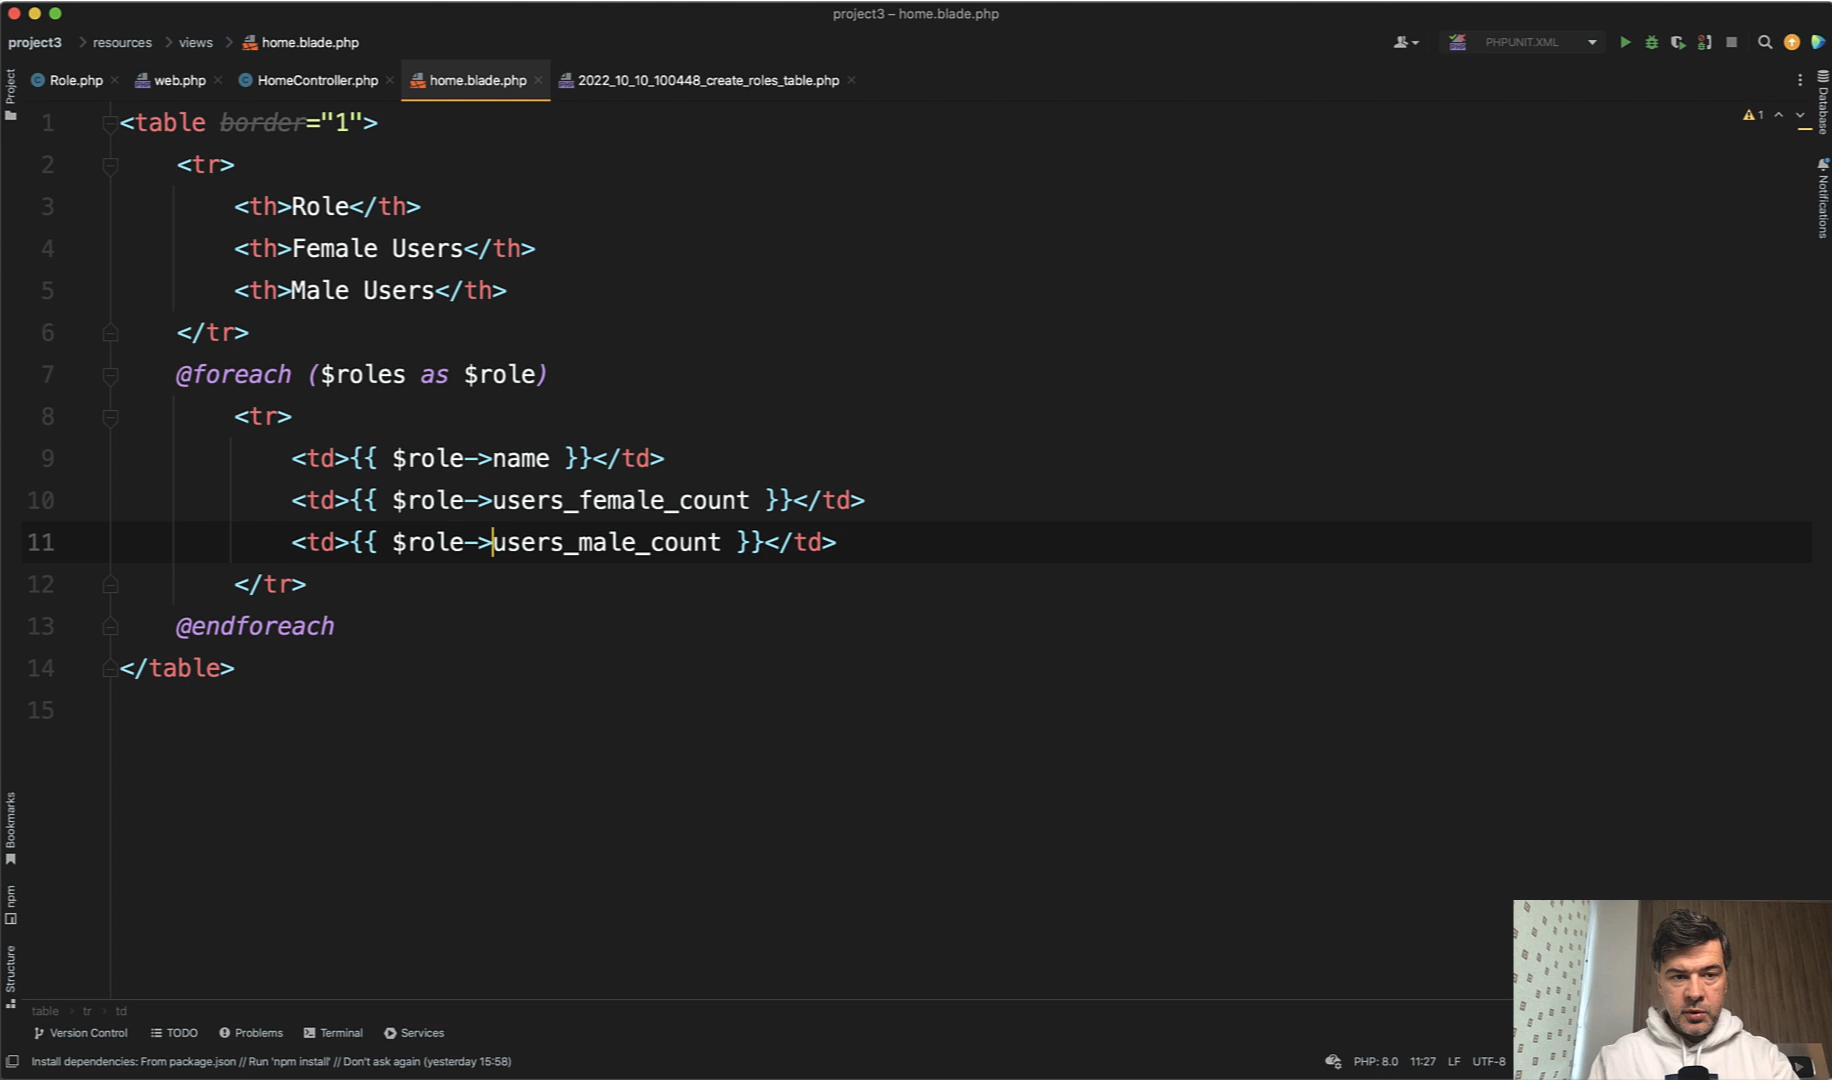 project3 – home.blade.php
project3 resources views home.blade.php
PHPUNIT.XML
Role.php web.php HomeController.php home.blade.php 2022_10_10_100448_create_roles_table.php
Project
Database
Notifications
1
1 <table border="1">
2 <tr>
3 <th>Role</th>
4 <th>Female Users</th>
5 <th>Male Users</th>
6 </tr>
7 @foreach ($roles as $role)
8 <tr>
9 <td>{{ $role->name }}</td>
10 <td>{{ $role->users_female_count }}</td>
11 <td>{{ $role->users_male_count }}</td>
12 </tr>
13 @endforeach
14 </table>
15
Bookmarks
npm
Structure
table tr td
Version Control TODO Problems Terminal Services
Install dependencies: From package.json // Run 'npm install' // Don't ask again (yesterday 15:58)
PHP: 8.0 11:27 LF UTF-8